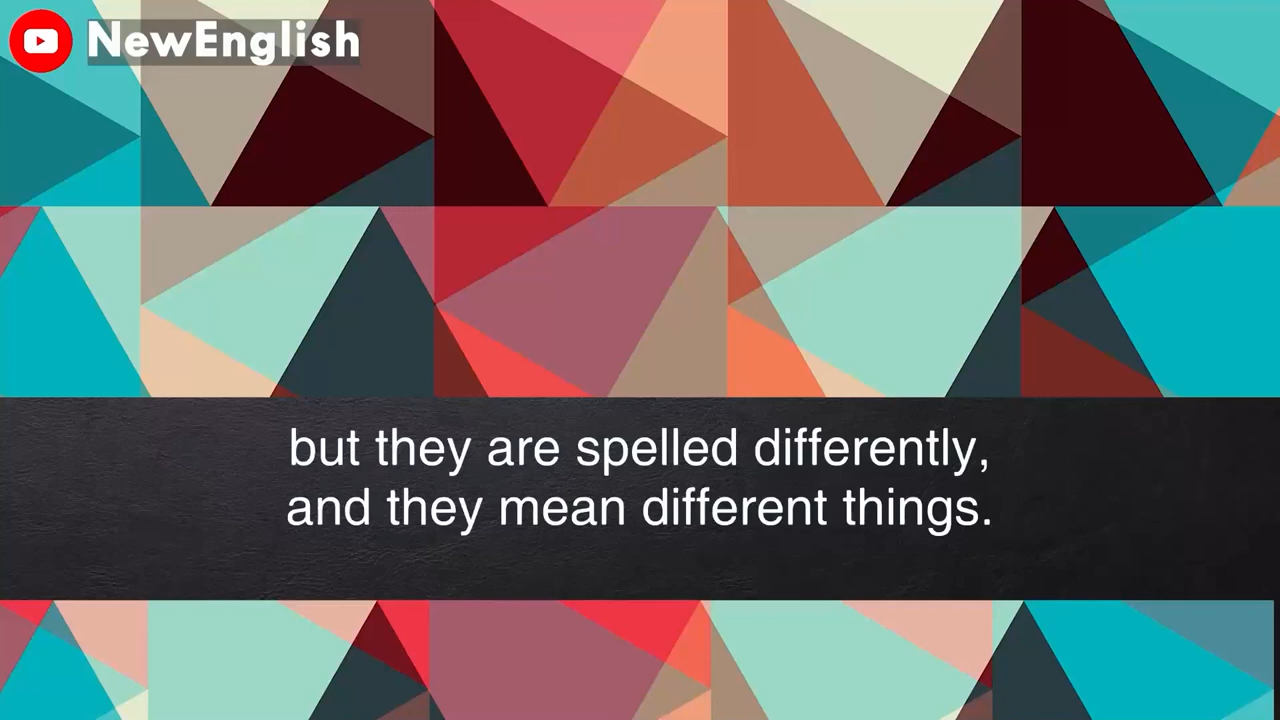 NewEnglish
but they are spelled differently,
and they mean different things.